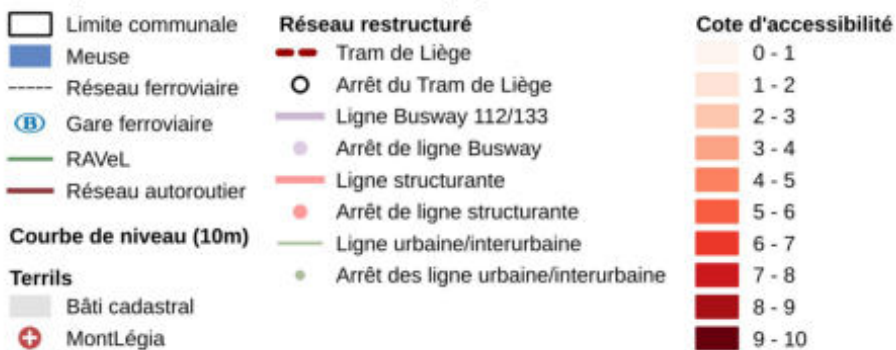 Limite communale
Meuse
Réseau ferroviaire
B
Gare ferroviaire
RAVeL
Réseau autoroutier
Courbe de niveau (10m)
Terrils
Bâti cadastral
MontLégia
Réseau restructuré
Tram de Liège
Arrêt du Tram de Liège
Ligne Busway 112/133
Arrêt de ligne Busway
Ligne structurante
Arrêt de ligne structurante
Ligne urbaine/interurbaine
Arrêt des ligne urbaine/interurbaine
Cote d'accessibilité
0 - 1
1 - 2
2 - 3
3 - 4
4 - 5
5 - 6
6 - 7
7 - 8
8 - 9
9 - 10